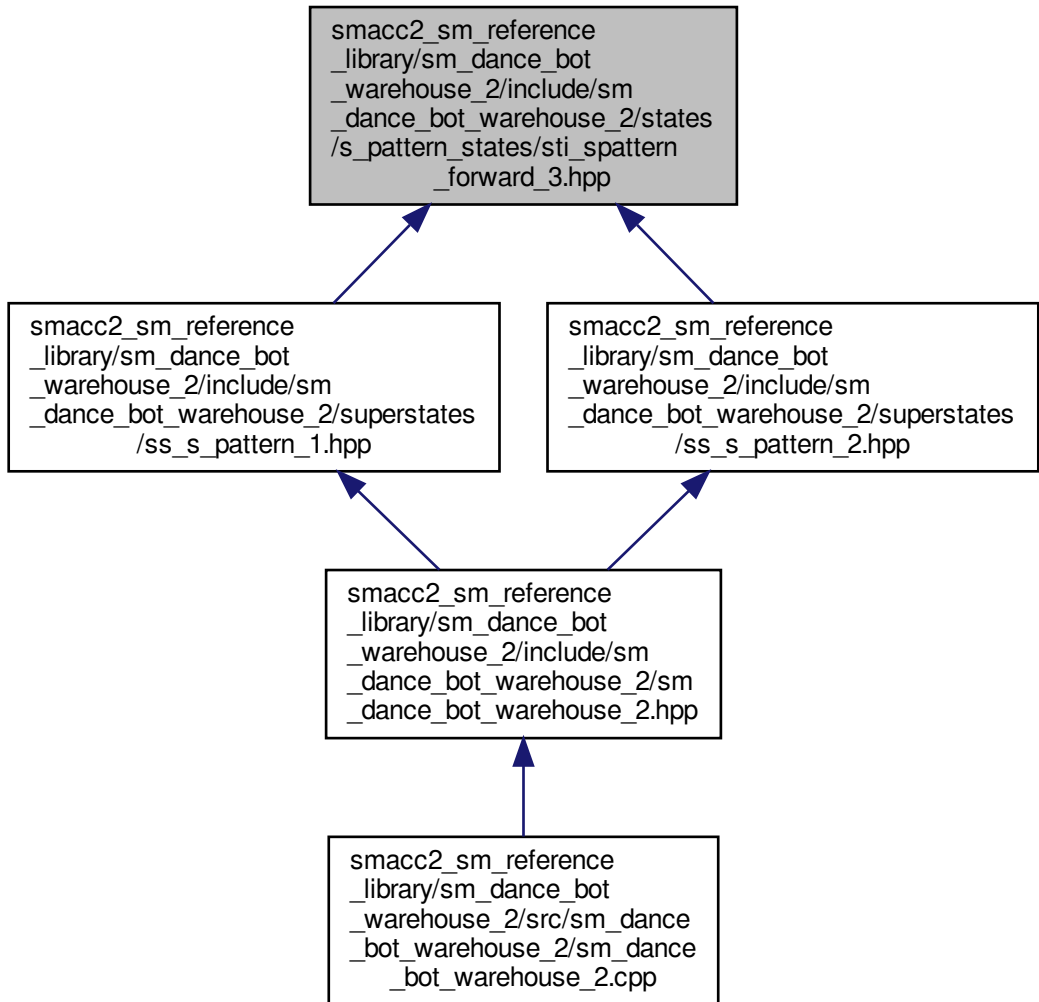 smacc2_sm_reference
_library/sm_dance_bot
_warehouse_2/include/sm
_dance_bot_warehouse_2/states
/s_pattern_states/sti_spattern
_forward_3.hpp
smacc2_sm_reference
_library/sm_dance_bot
_warehouse_2/include/sm
_dance_bot_warehouse_2/superstates
/ss_s_pattern_1.hpp
smacc2_sm_reference
_library/sm_dance_bot
_warehouse_2/include/sm
_dance_bot_warehouse_2/superstates
/ss_s_pattern_2.hpp
smacc2_sm_reference
_library/sm_dance_bot
_warehouse_2/include/sm
_dance_bot_warehouse_2/sm
_dance_bot_warehouse_2.hpp
smacc2_sm_reference
_library/sm_dance_bot
_warehouse_2/src/sm_dance
_bot_warehouse_2/sm_dance
_bot_warehouse_2.cpp